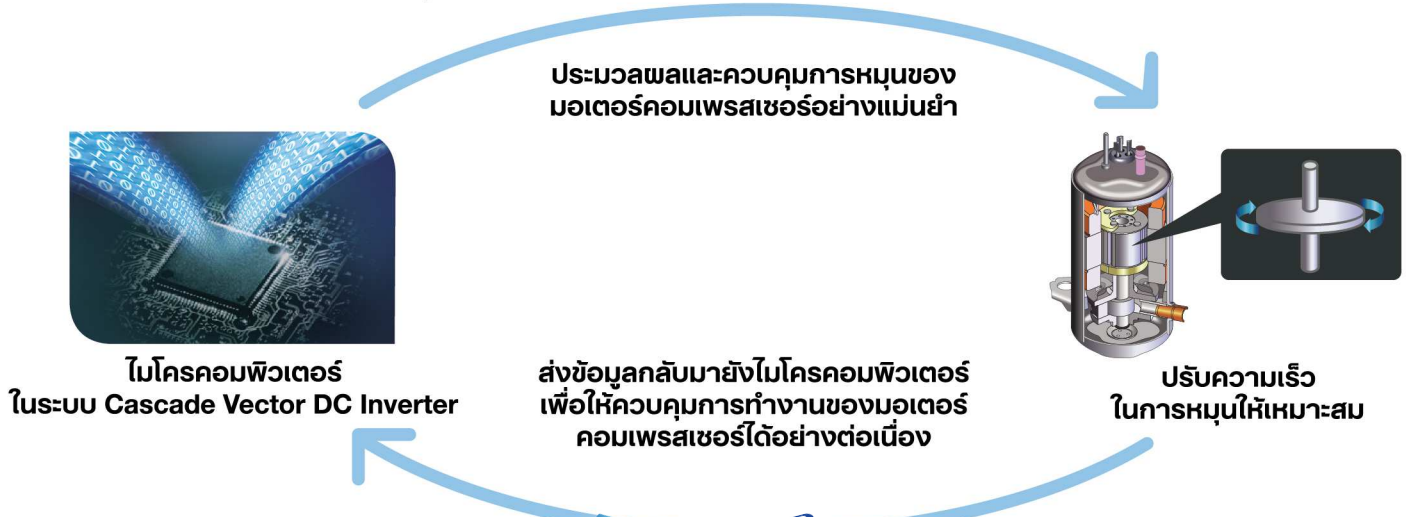 ประมวลผลและควบคุมการหมุนของ
มอเตอร์คอมเพรสเซอร์อย่างแม่นยำ
ไมโครคอมพิวเตอร์
ในระบบ Cascade Vector DC Inverter
ส่งข้อมูลกลับมายังไมโครคอมพิวเตอร์
เพื่อให้ควบคุมการทำงานของมอเตอร์
คอมเพรสเซอร์ได้อย่างต่อเนื่อง
ปรับความเร็ว
ในการหมุนให้เหมาะสม